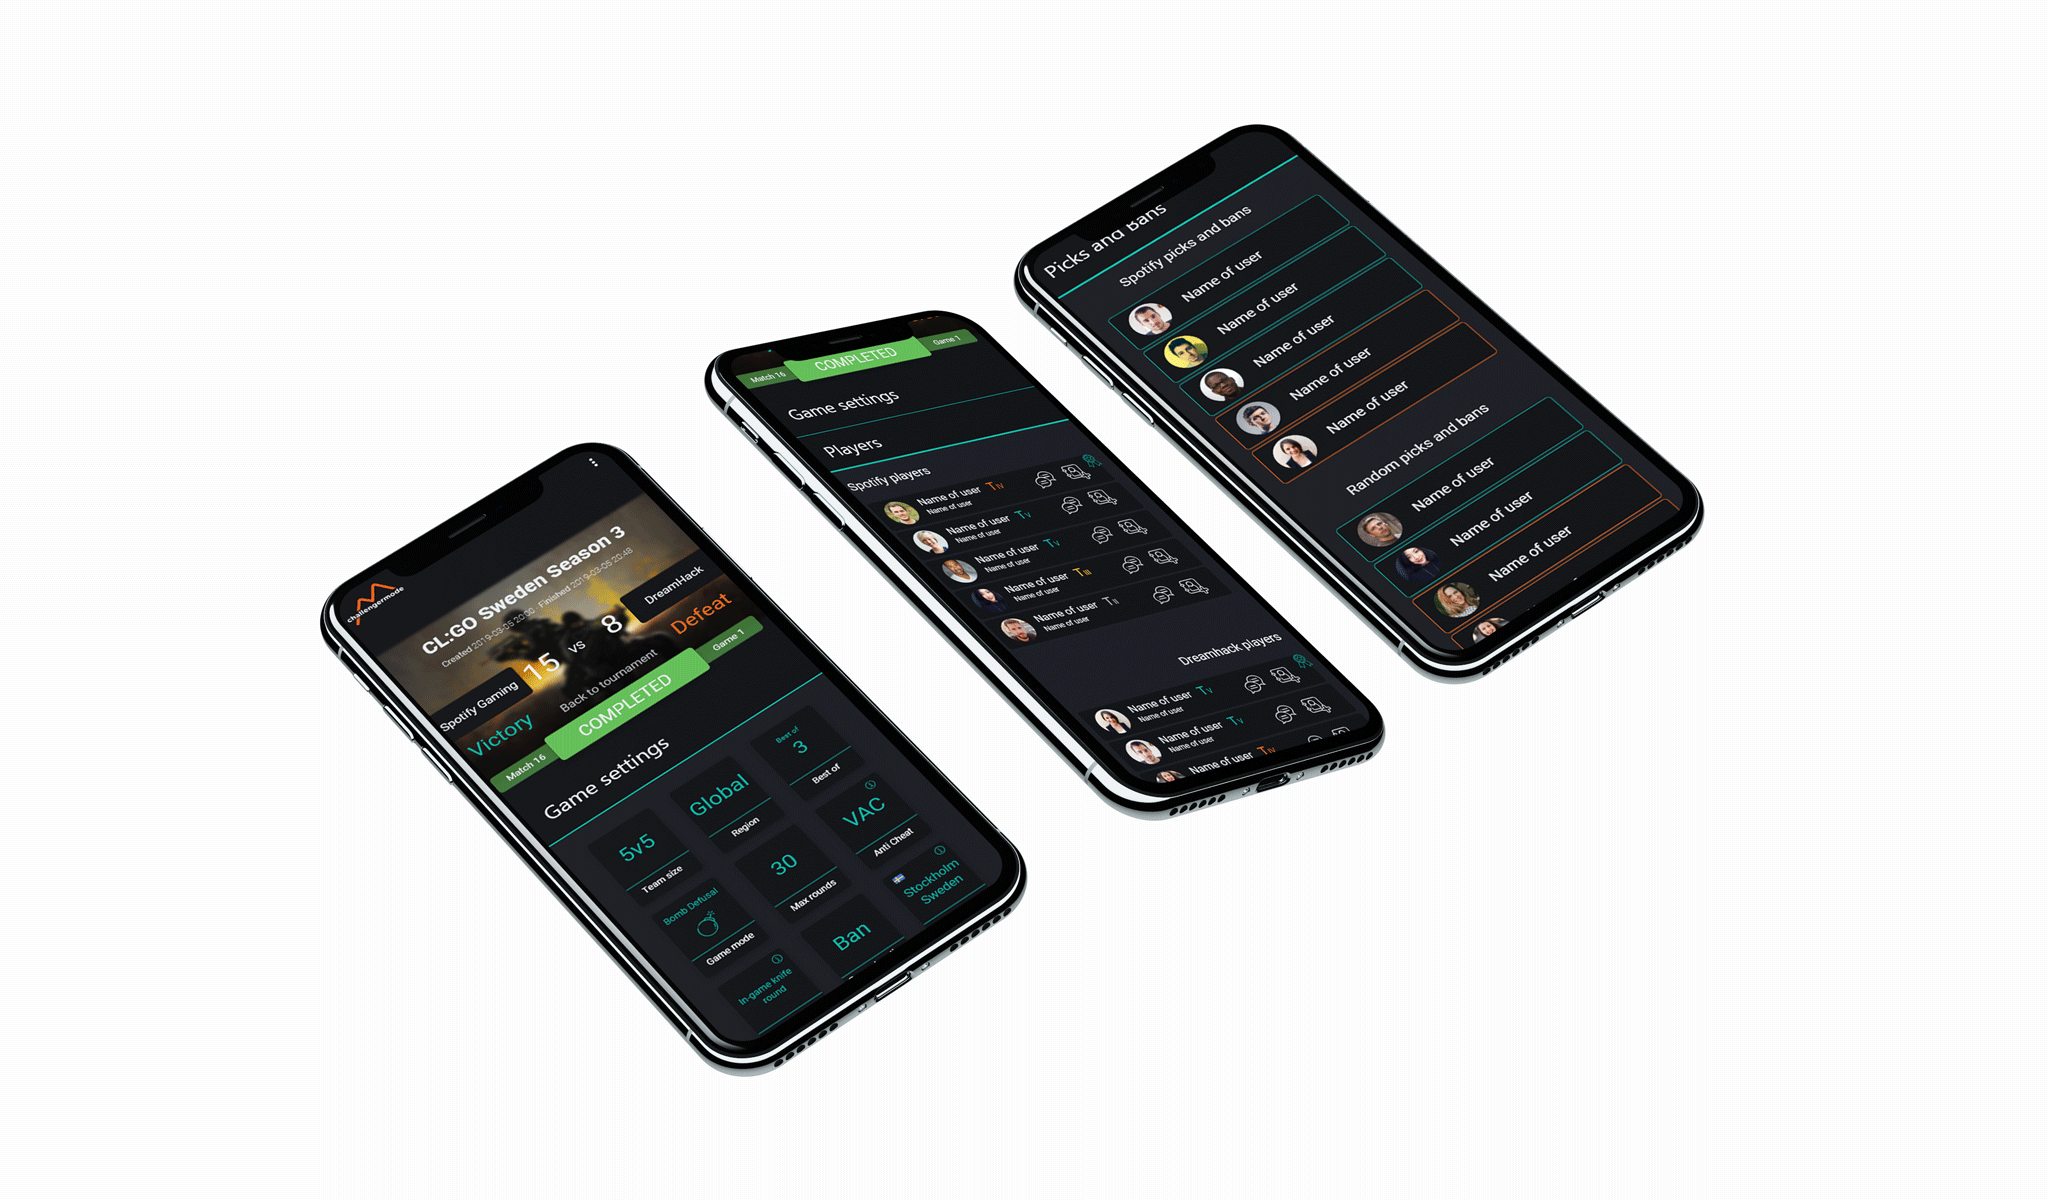 challengermode
CL:GO Sweden Season 3
Created 2019-03-05 20:00 . Finished 2019-03-05 20:48
Spotify Gaming
15
vs
8
DreamHack
Victory
Back to tournament
Defeat
Match 16
COMPLETED
Game 1
Game settings
5v5
Team size
Global
Region
Best of
3
Best of
Bomb Defusal
Game mode
30
Max rounds
VAC
Anti Cheat
In-game knife
round
Ban
Stockholm
Sweden
Match 16
COMPLETED
Game 1
Game settings
Players
Spotify players
Name of user TIV
Name of user
Name of user TV
Name of user
Name of user TV
Name of user
Name of user TIII
Name of user
Name of user TII
Name of user
Dreamhack players
Name of user TV
Name of user
Name of user TV
Name of user
Name of user TIV
Picks and Bans
Spotify picks and bans
Name of user
Name of user
Name of user
Name of user
Name of user
Random picks and bans
Name of user
Name of user
Name of user